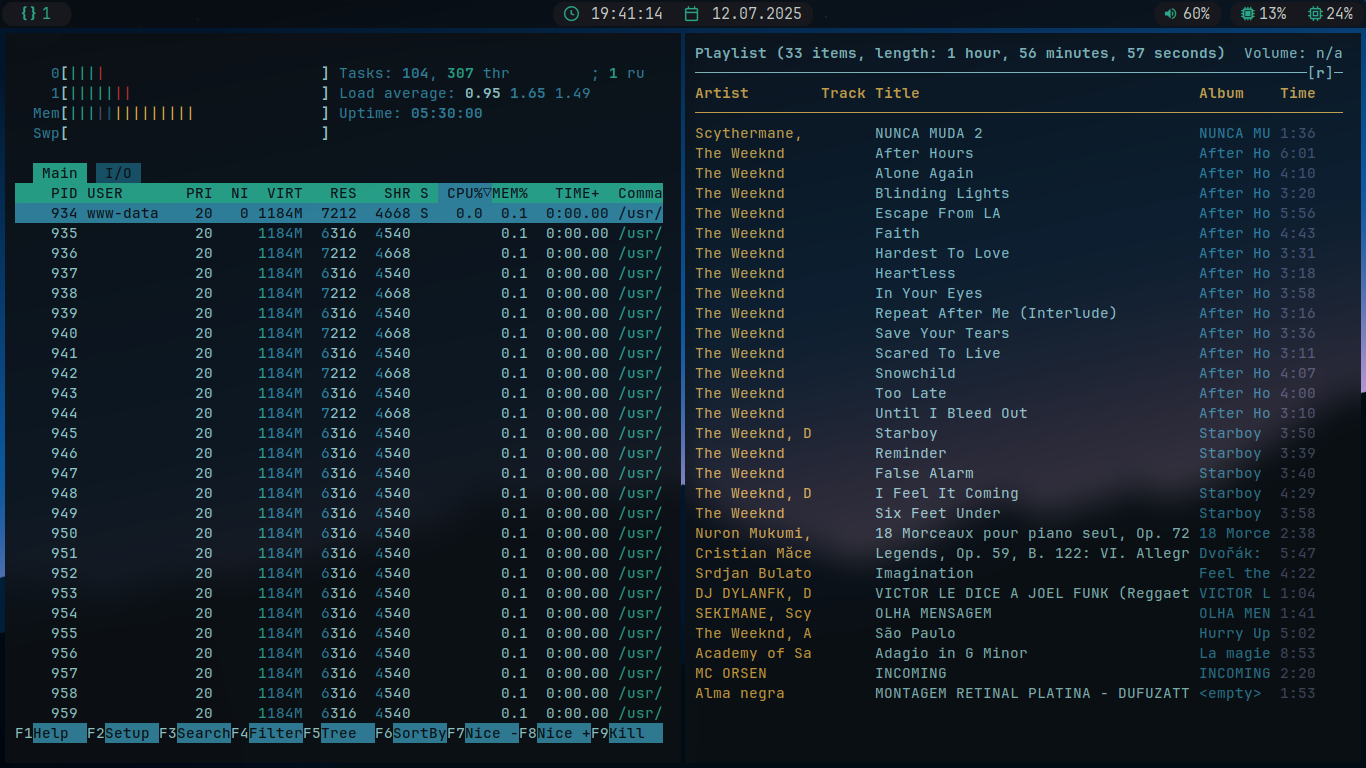 {} 1 19:41:14 12.07.2025 60% 13% 24%
0[|||| ] Tasks: 104, 307 thr ; 1 ru
1[||||||| ] Load average: 0.95 1.65 1.49
Mem[|||||||||||||| ] Uptime: 05:30:00
Swp[ ]
Main I/O
PID USER PRI NI VIRT RES SHR S CPU%▽MEM% TIME+ Comma
934 www-data 20 0 1184M 7212 4668 S 0.0 0.1 0:00.00 /usr/
935 20 1184M 6316 4540 0.1 0:00.00 /usr/
936 20 1184M 7212 4668 0.1 0:00.00 /usr/
937 20 1184M 6316 4540 0.1 0:00.00 /usr/
938 20 1184M 7212 4668 0.1 0:00.00 /usr/
939 20 1184M 6316 4540 0.1 0:00.00 /usr/
940 20 1184M 7212 4668 0.1 0:00.00 /usr/
941 20 1184M 6316 4540 0.1 0:00.00 /usr/
942 20 1184M 7212 4668 0.1 0:00.00 /usr/
943 20 1184M 6316 4540 0.1 0:00.00 /usr/
944 20 1184M 7212 4668 0.1 0:00.00 /usr/
945 20 1184M 6316 4540 0.1 0:00.00 /usr/
946 20 1184M 6316 4540 0.1 0:00.00 /usr/
947 20 1184M 6316 4540 0.1 0:00.00 /usr/
948 20 1184M 6316 4540 0.1 0:00.00 /usr/
949 20 1184M 6316 4540 0.1 0:00.00 /usr/
950 20 1184M 6316 4540 0.1 0:00.00 /usr/
951 20 1184M 6316 4540 0.1 0:00.00 /usr/
952 20 1184M 6316 4540 0.1 0:00.00 /usr/
953 20 1184M 6316 4540 0.1 0:00.00 /usr/
954 20 1184M 6316 4540 0.1 0:00.00 /usr/
955 20 1184M 6316 4540 0.1 0:00.00 /usr/
956 20 1184M 6316 4540 0.1 0:00.00 /usr/
957 20 1184M 6316 4540 0.1 0:00.00 /usr/
958 20 1184M 6316 4540 0.1 0:00.00 /usr/
959 20 1184M 6316 4540 0.1 0:00.00 /usr/
F1Help F2Setup F3SearchF4FilterF5Tree F6SortByF7Nice -F8Nice +F9Kill
Playlist (33 items, length: 1 hour, 56 minutes, 57 seconds) Volume: n/a
[r]
Artist Track Title Album Time
Scythermane, NUNCA MUDA 2 NUNCA MU 1:36
The Weeknd After Hours After Ho 6:01
The Weeknd Alone Again After Ho 4:10
The Weeknd Blinding Lights After Ho 3:20
The Weeknd Escape From LA After Ho 5:56
The Weeknd Faith After Ho 4:43
The Weeknd Hardest To Love After Ho 3:31
The Weeknd Heartless After Ho 3:18
The Weeknd In Your Eyes After Ho 3:58
The Weeknd Repeat After Me (Interlude) After Ho 3:16
The Weeknd Save Your Tears After Ho 3:36
The Weeknd Scared To Live After Ho 3:11
The Weeknd Snowchild After Ho 4:07
The Weeknd Too Late After Ho 4:00
The Weeknd Until I Bleed Out After Ho 3:10
The Weeknd, D Starboy Starboy 3:50
The Weeknd Reminder Starboy 3:39
The Weeknd False Alarm Starboy 3:40
The Weeknd, D I Feel It Coming Starboy 4:29
The Weeknd Six Feet Under Starboy 3:58
Nuron Mukumi, 18 Morceaux pour piano seul, Op. 72 18 Morce 2:38
Cristian Măce Legends, Op. 59, B. 122: VI. Allegr Dvořák: 5:47
Srdjan Bulato Imagination Feel the 4:22
DJ DYLANFK, D VICTOR LE DICE A JOEL FUNK (Reggaet VICTOR L 1:04
SEKIMANE, Scy OLHA MENSAGEM OLHA MEN 1:41
The Weeknd, A São Paulo Hurry Up 5:02
Academy of Sa Adagio in G Minor La magie 8:53
MC ORSEN INCOMING INCOMING 2:20
Alma negra MONTAGEM RETINAL PLATINA - DUFUZATT <empty> 1:53